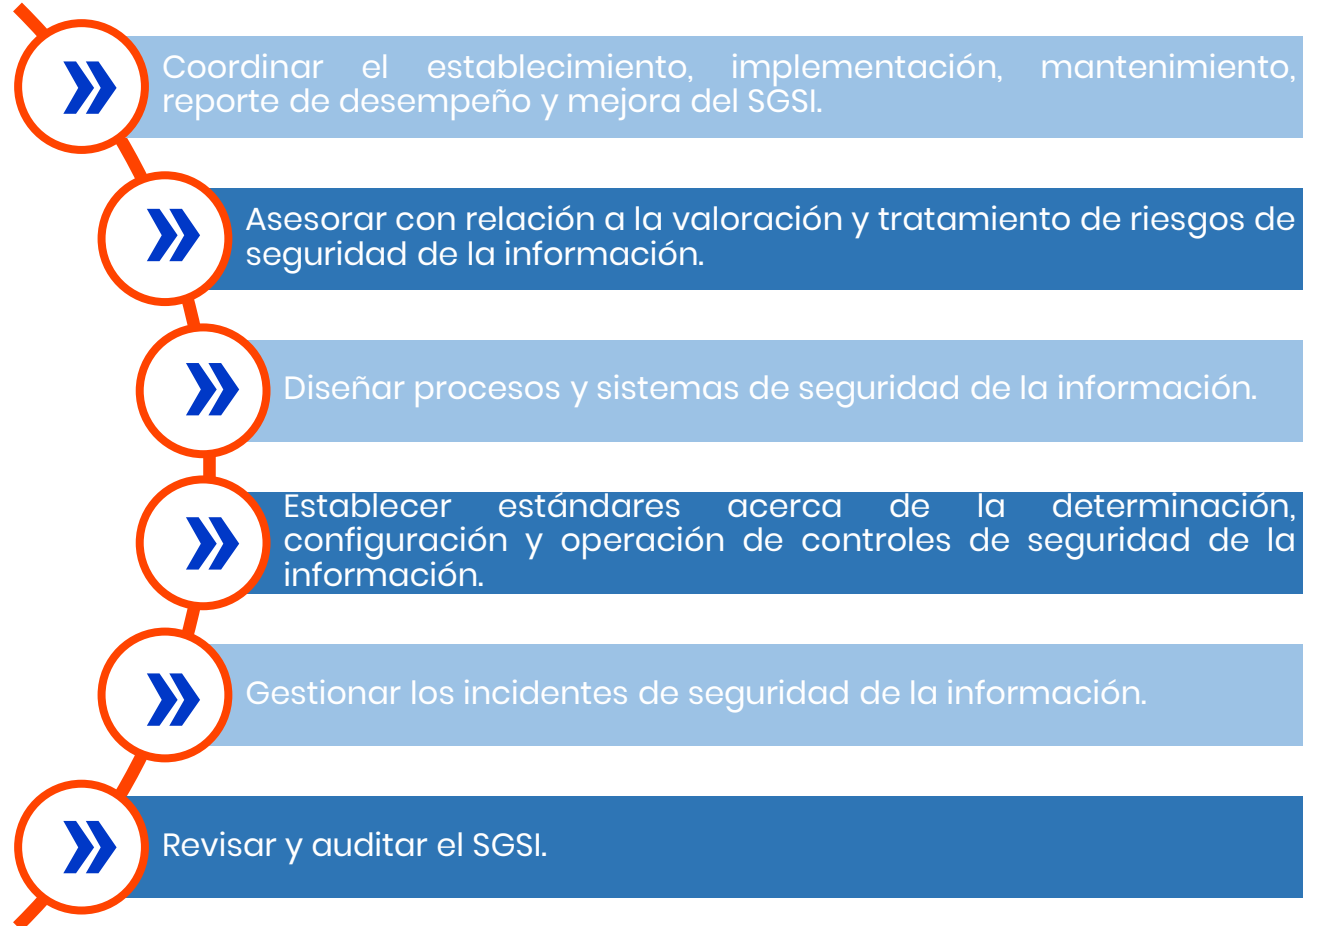 Coordinar el establecimiento, implementación, mantenimiento,
reporte de desempeño y mejora del SGSI.
Asesorar con relación a la valoración y tratamiento de riesgos de
seguridad de la información.
Diseñar procesos y sistemas de seguridad de la información.
Establecer estándares acerca de la determinación,
configuración y operación de controles de seguridad de la
información.
Gestionar los incidentes de seguridad de la información.
Revisar y auditar el SGSI.